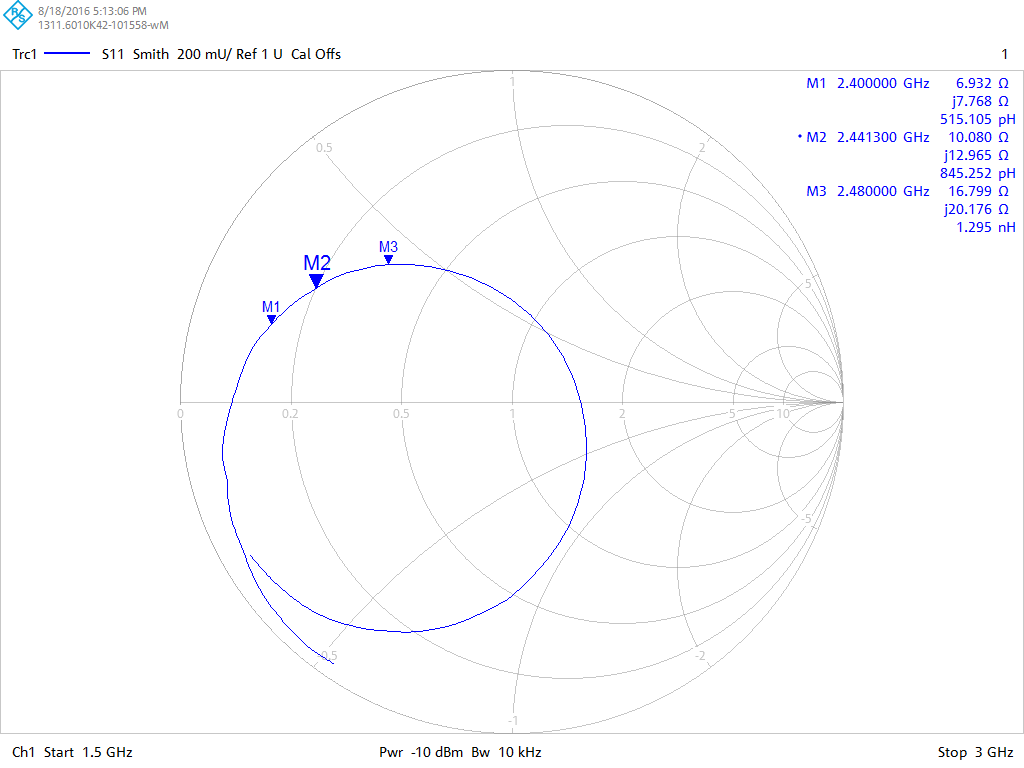 R&S
8/18/2016 5:13:06 PM
1311.6010K42-101558-wM
Trc1 S11 Smith 200 mU/ Ref 1 U Cal Offs 1
M1 2.400000 GHz 6.932 Ω
j7.768 Ω
515.105 pH
• M2 2.441300 GHz 10.080 Ω
j12.965 Ω
845.252 pH
M3 2.480000 GHz 16.799 Ω
j20.176 Ω
1.295 nH
1
0.5 2
M3
M2
5
M1
0 0.2 0.5 1 2 5 10
-5
-0.5 -2
-1
Ch1 Start 1.5 GHz Pwr -10 dBm Bw 10 kHz Stop 3 GHz